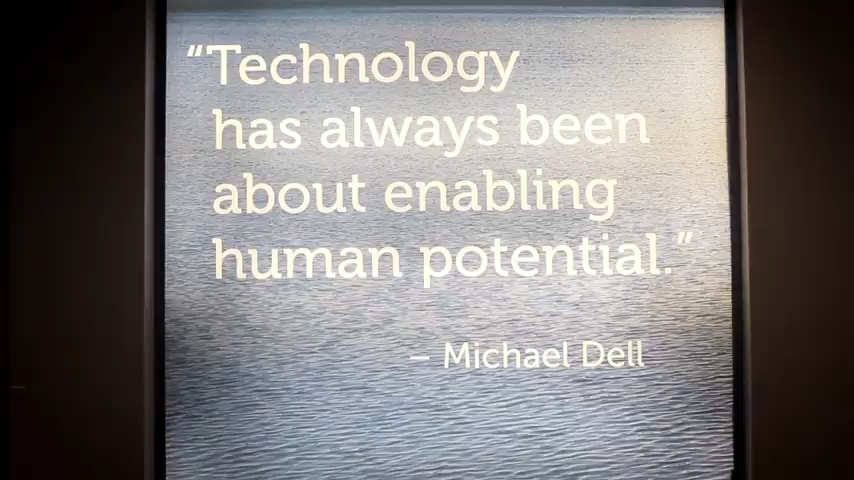 “Technology
has always been
about enabling
human potential.”
– Michael Dell